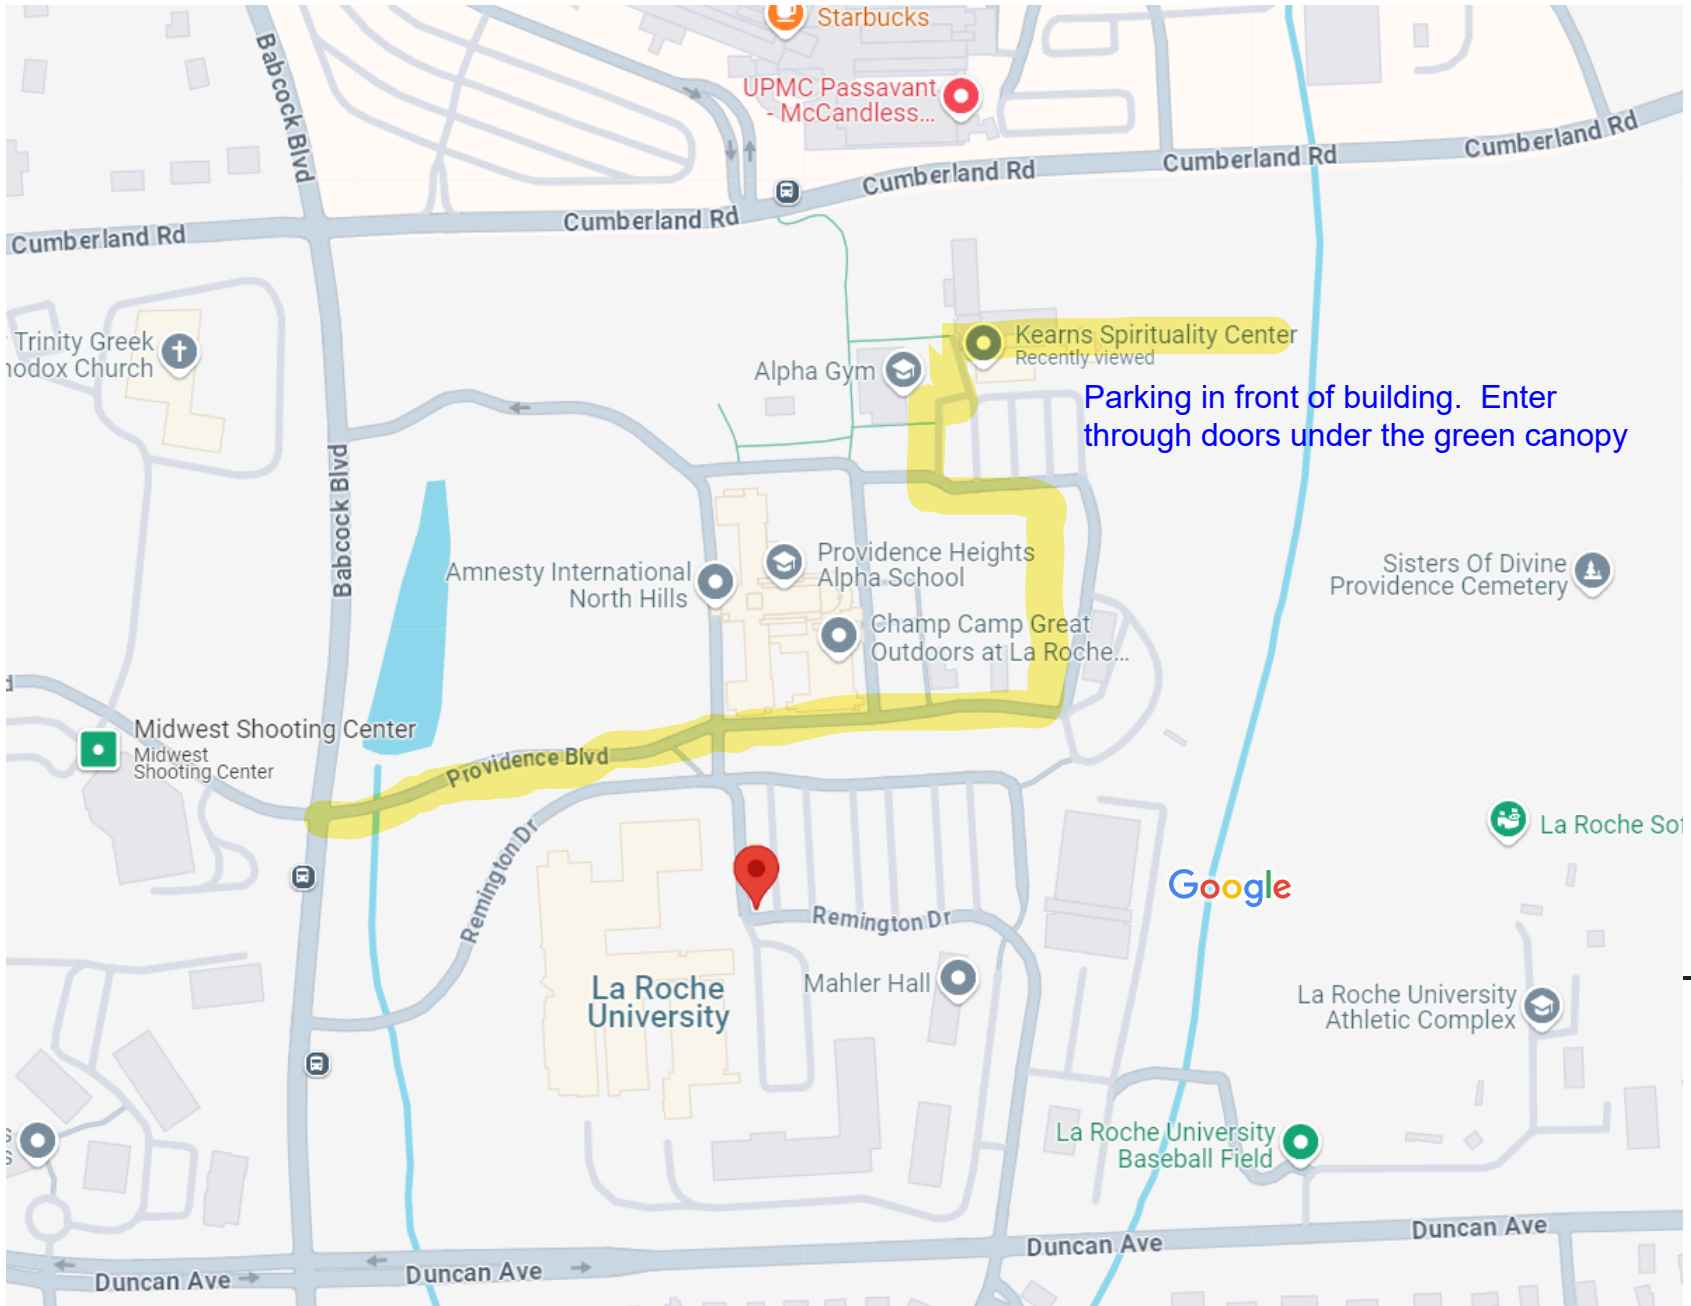 Starbucks
UPMC Passavant
- McCandless...
Babcock Blvd
Cumberland Rd
Cumberland Rd
Cumberland Rd
Cumberland Rd
Cumberland Rd
Trinity Greek
hodox Church
Kearns Spirituality Center
Recently viewed
Alpha Gym
Parking in front of building. Enter
through doors under the green canopy
Babcock Blvd
Amnesty International
North Hills
Providence Heights
Alpha School
Sisters Of Divine
Providence Cemetery
Champ Camp Great
Outdoors at La Roche...
Midwest Shooting Center
Midwest
Shooting Center
Providence Blvd
Remington Dr
La Roche Sof
Google
Remington Dr
La Roche
University
Mahler Hall
La Roche University
Athletic Complex
La Roche University
Baseball Field
Duncan Ave
Duncan Ave
Duncan Ave
Duncan Ave